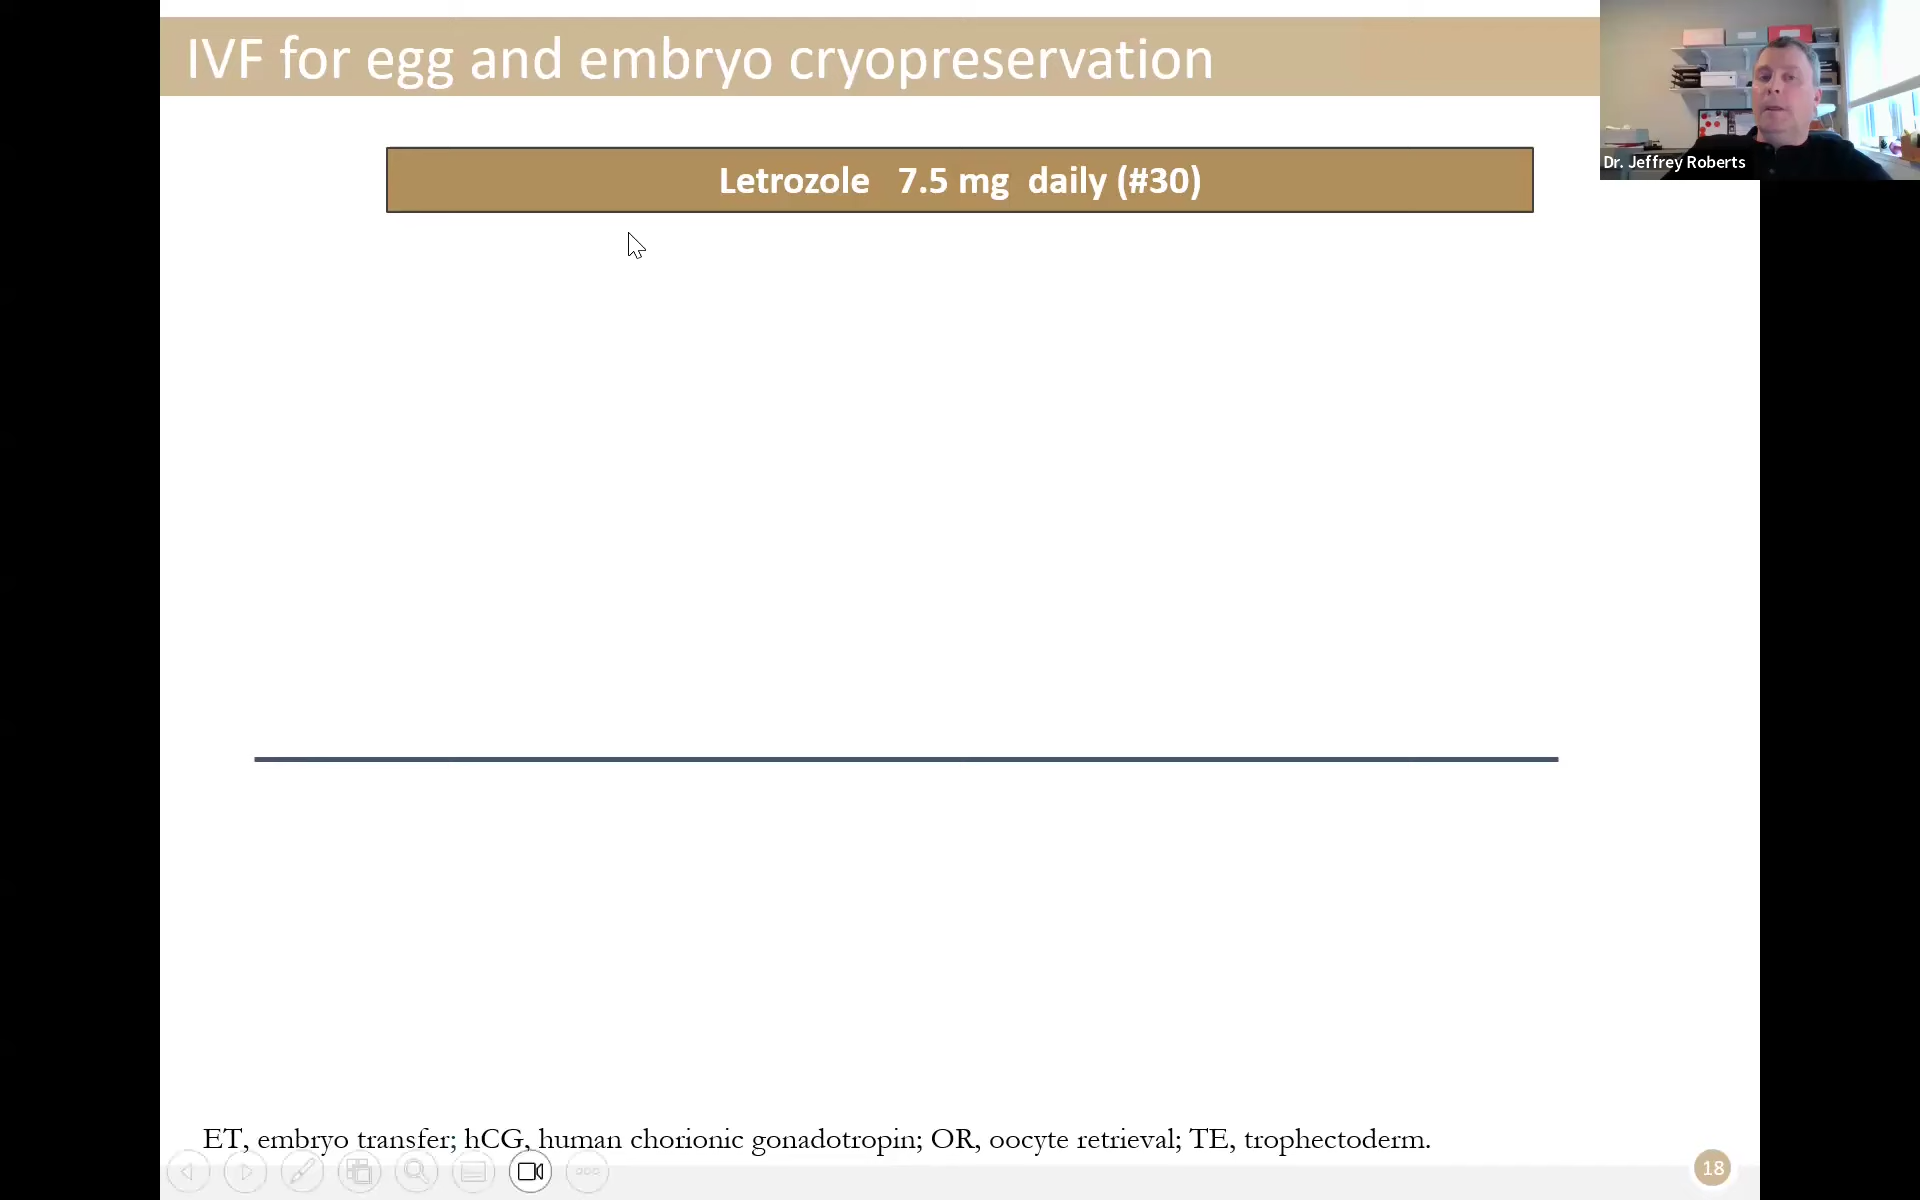 IVF for egg and embryo cryopreservation
Dr. Jeffrey Roberts
Letrozole 7.5 mg daily (#30)
ET, embryo transfer; hCG, human chorionic gonadotropin; OR, oocyte retrieval; TE, trophectoderm.
18